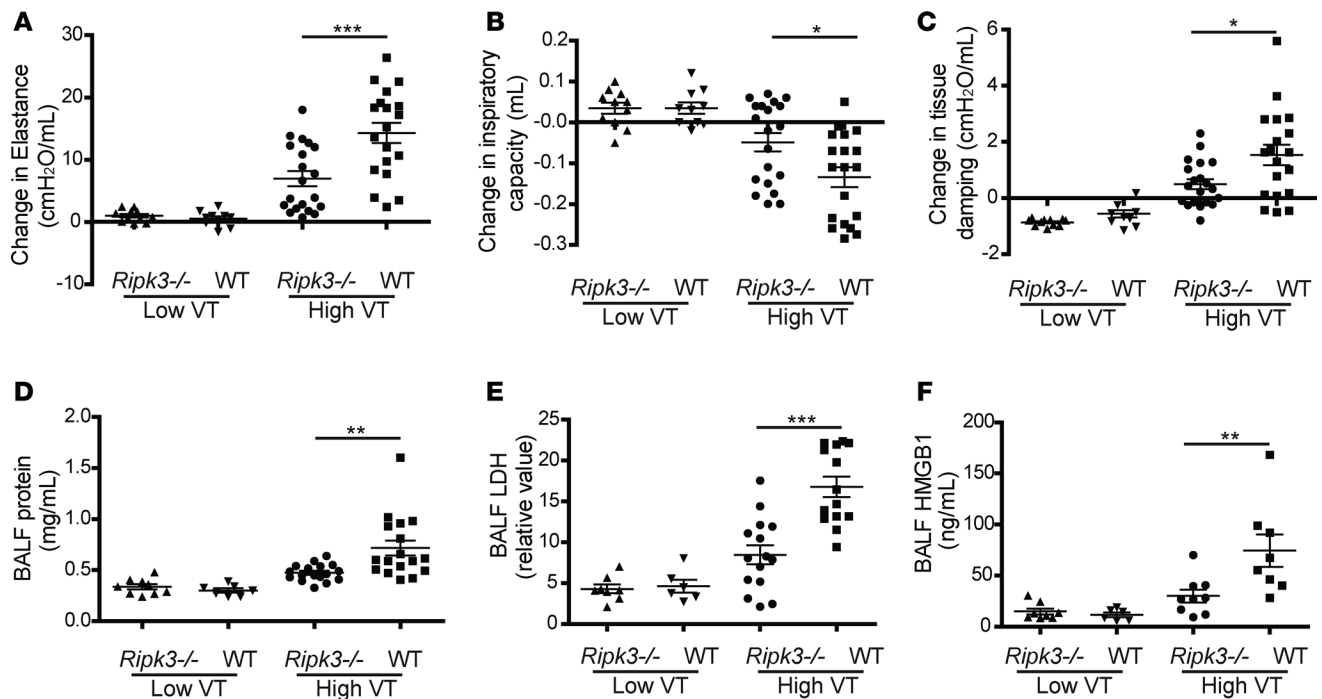 A
Change in Elastance
(cmH₂O/mL)
30
20
10
0
-10
***
Ripk3-/- WT Ripk3-/- WT
Low VT High VT
B
Change in inspiratory
capacity (mL)
0.2
0.1
-0.0
-0.1
-0.2
-0.3
*
Ripk3-/- WT Ripk3-/- WT
Low VT High VT
C
Change in tissue
damping (cmH₂O/mL)
6
4
2
0
-2
*
Ripk3-/- WT Ripk3-/- WT
Low VT High VT
D
BALF protein
(mg/mL)
2.0
1.5
1.0
0.5
0.0
**
Ripk3-/- WT Ripk3-/- WT
Low VT High VT
E
BALF LDH
(relative value)
25
20
15
10
5
0
***
Ripk3-/- WT Ripk3-/- WT
Low VT High VT
F
BALF HMGB1
(ng/mL)
200
150
100
50
0
**
Ripk3-/- WT Ripk3-/- WT
Low VT High VT